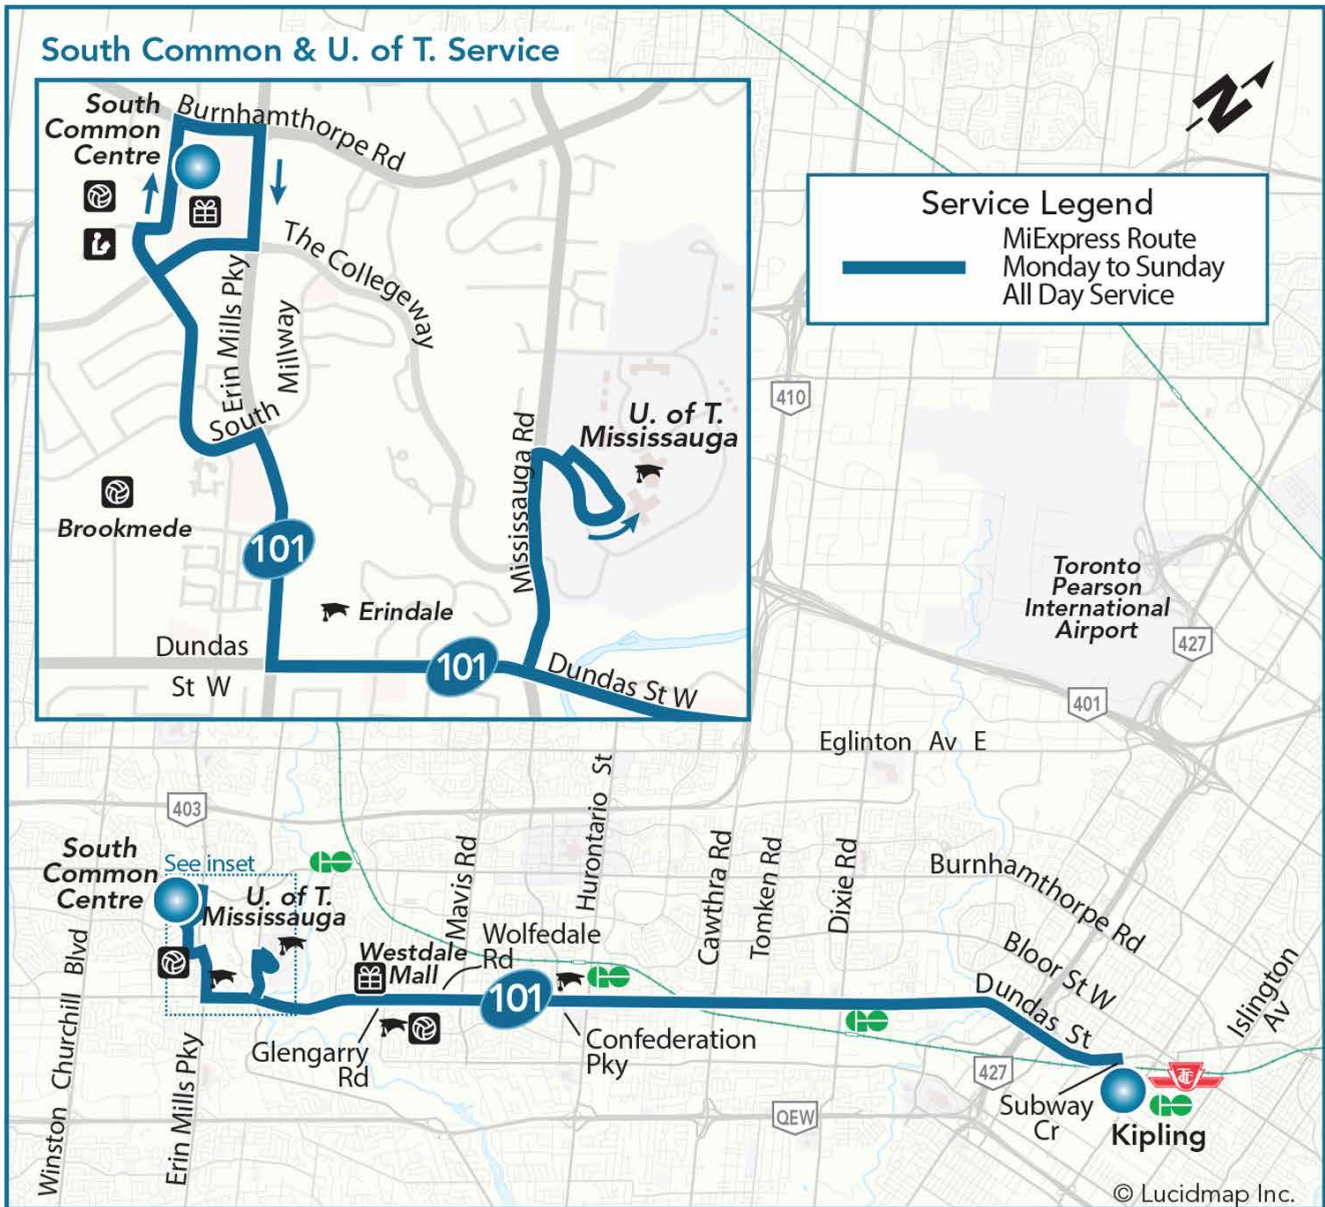 South Common & U. of T. Service
N
South
Common
Centre
Burnhamthorpe Rd
The Collegeway
Erin Mills Pky
Millway
South
Mississauga Rd
U. of T.
Mississauga
Brookmede
101
Erindale
Dundas
St W
101
Dundas St W
Service Legend
MiExpress Route
Monday to Sunday
All Day Service
410
Toronto
Pearson
International
Airport
427
401
Eglinton Av E
403
South
Common
Centre
See inset
U. of T.
Mississauga
GO
Mavis Rd
Hurontario St
Cawthra Rd
Tomken Rd
Dixie Rd
Burnhamthorpe Rd
Bloor St W
Dundas St
Islington
Av
Winston Churchill Blvd
Erin Mills Pky
Westdale
Mall
Wolfedale
Rd
101
GO
GO
Glengarry
Rd
Confederation
Pky
427
QEW
Subway
Cr
TTC
GO
Kipling
© Lucidmap Inc.